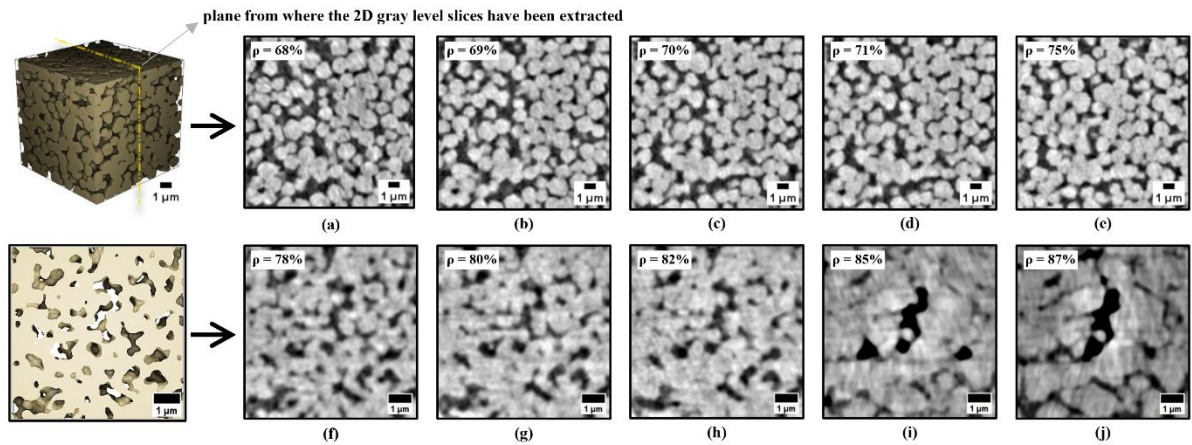 plane from where the 2D gray level slices have been extracted
ρ = 68%
ρ = 69%
ρ = 70%
ρ = 71%
ρ = 75%
1 µm
1 µm
1 µm
1 µm
1 µm
1 µm
(a)
(b)
(c)
(d)
(e)
ρ = 78%
ρ = 80%
ρ = 82%
ρ = 85%
ρ = 87%
1 µm
1 µm
1 µm
1 µm
1 µm
1 µm
(f)
(g)
(h)
(i)
(j)